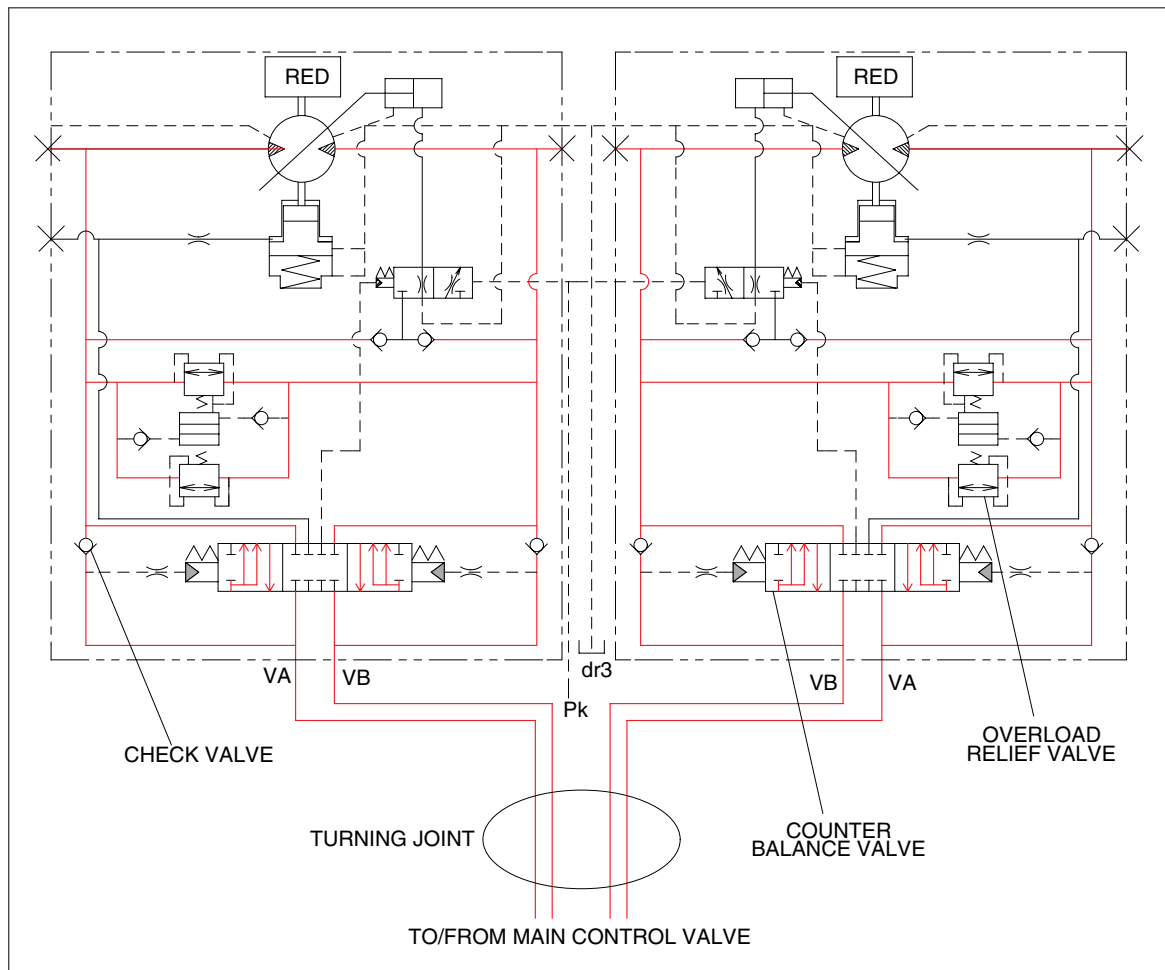 RED
RED
dr3
VA
VB
VB
VA
Pk
CHECK VALVE
OVERLOAD
RELIEF VALVE
TURNING JOINT
COUNTER
BALANCE VALVE
TO/FROM MAIN CONTROL VALVE